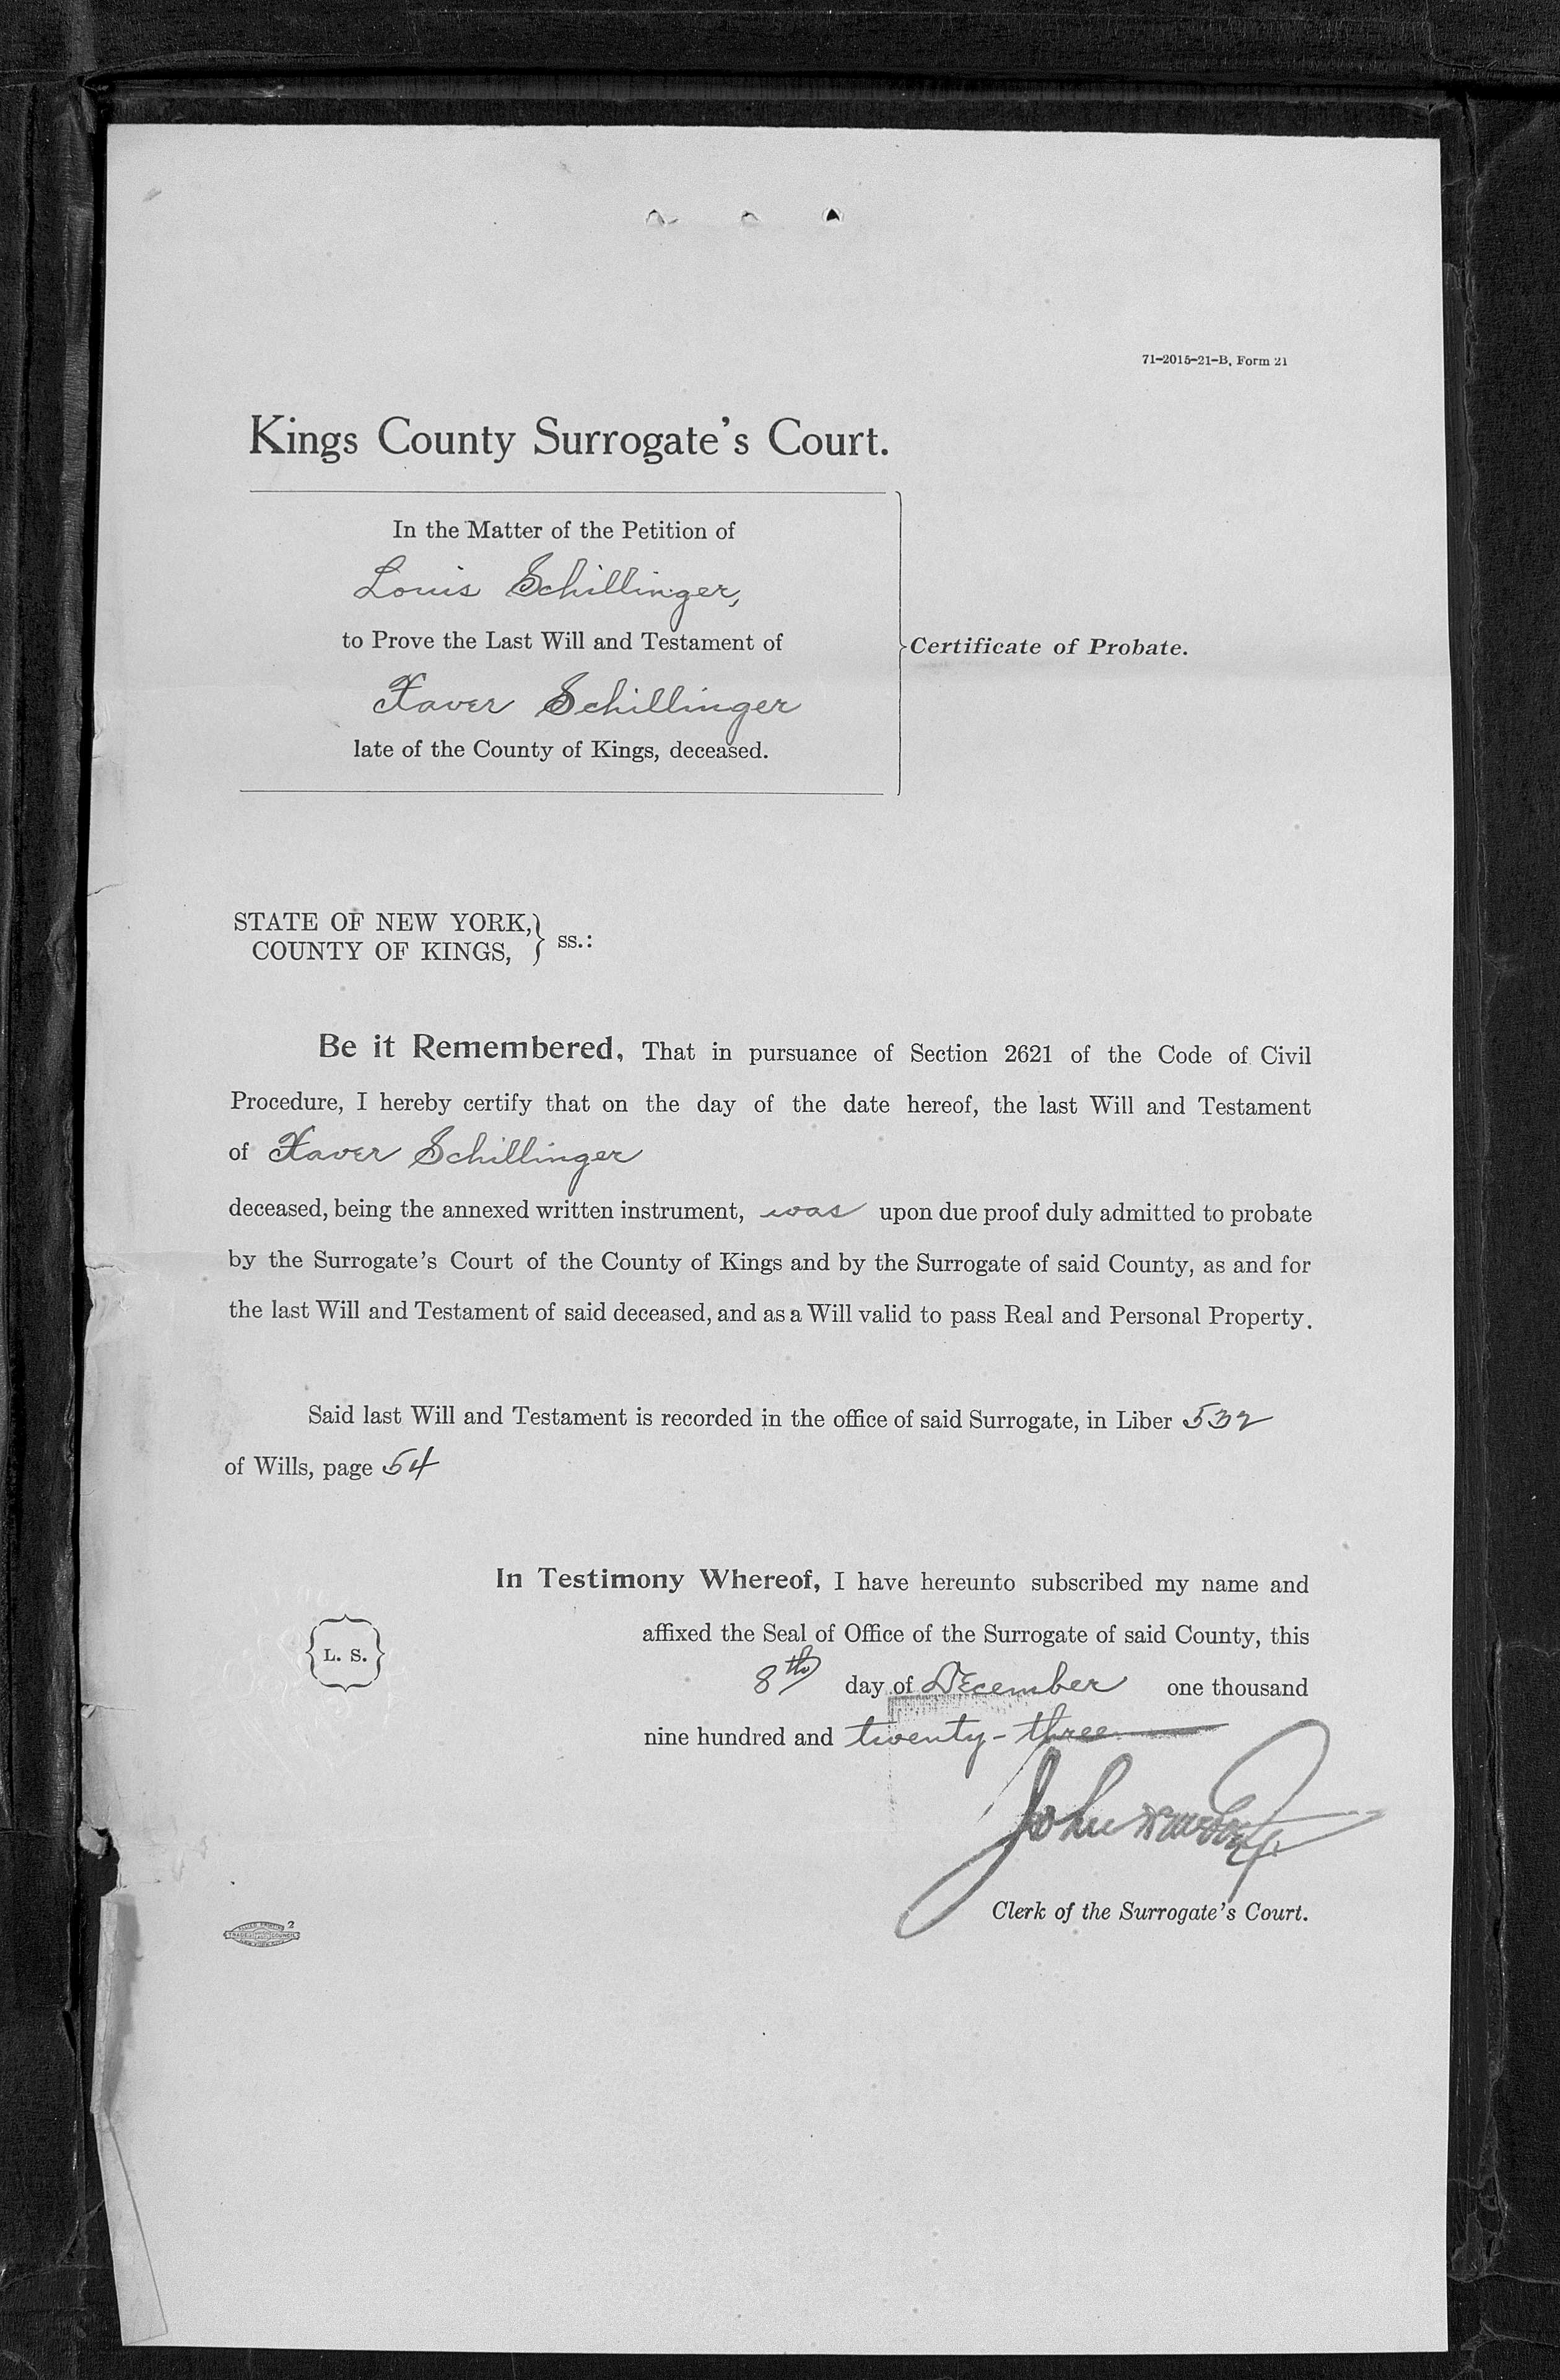 71-2015-21-B, Form 21
Kings County Surrogate's Court.
In the Matter of the Petition of
Louis Schillinger,
to Prove the Last Will and Testament of
Xaver Schillinger
late of the County of Kings, deceased.
Certificate of Probate.
STATE OF NEW YORK,
COUNTY OF KINGS,
ss.:
Be it Remembered, That in pursuance of Section 2621 of the Code of Civil
Procedure, I hereby certify that on the day of the date hereof, the last Will and Testament
of Xaver Schillinger
deceased, being the annexed written instrument, was upon due proof duly admitted to probate
by the Surrogate's Court of the County of Kings and by the Surrogate of said County, as and for
the last Will and Testament of said deceased, and as a Will valid to pass Real and Personal Property.
Said last Will and Testament is recorded in the office of said Surrogate, in Liber 532
of Wills, page 54
In Testimony Whereof, I have hereunto subscribed my name and
affixed the Seal of Office of the Surrogate of said County, this
L. S.
8th day of December one thousand
nine hundred and twenty-three
John
Clerk of the Surrogate's Court.
2